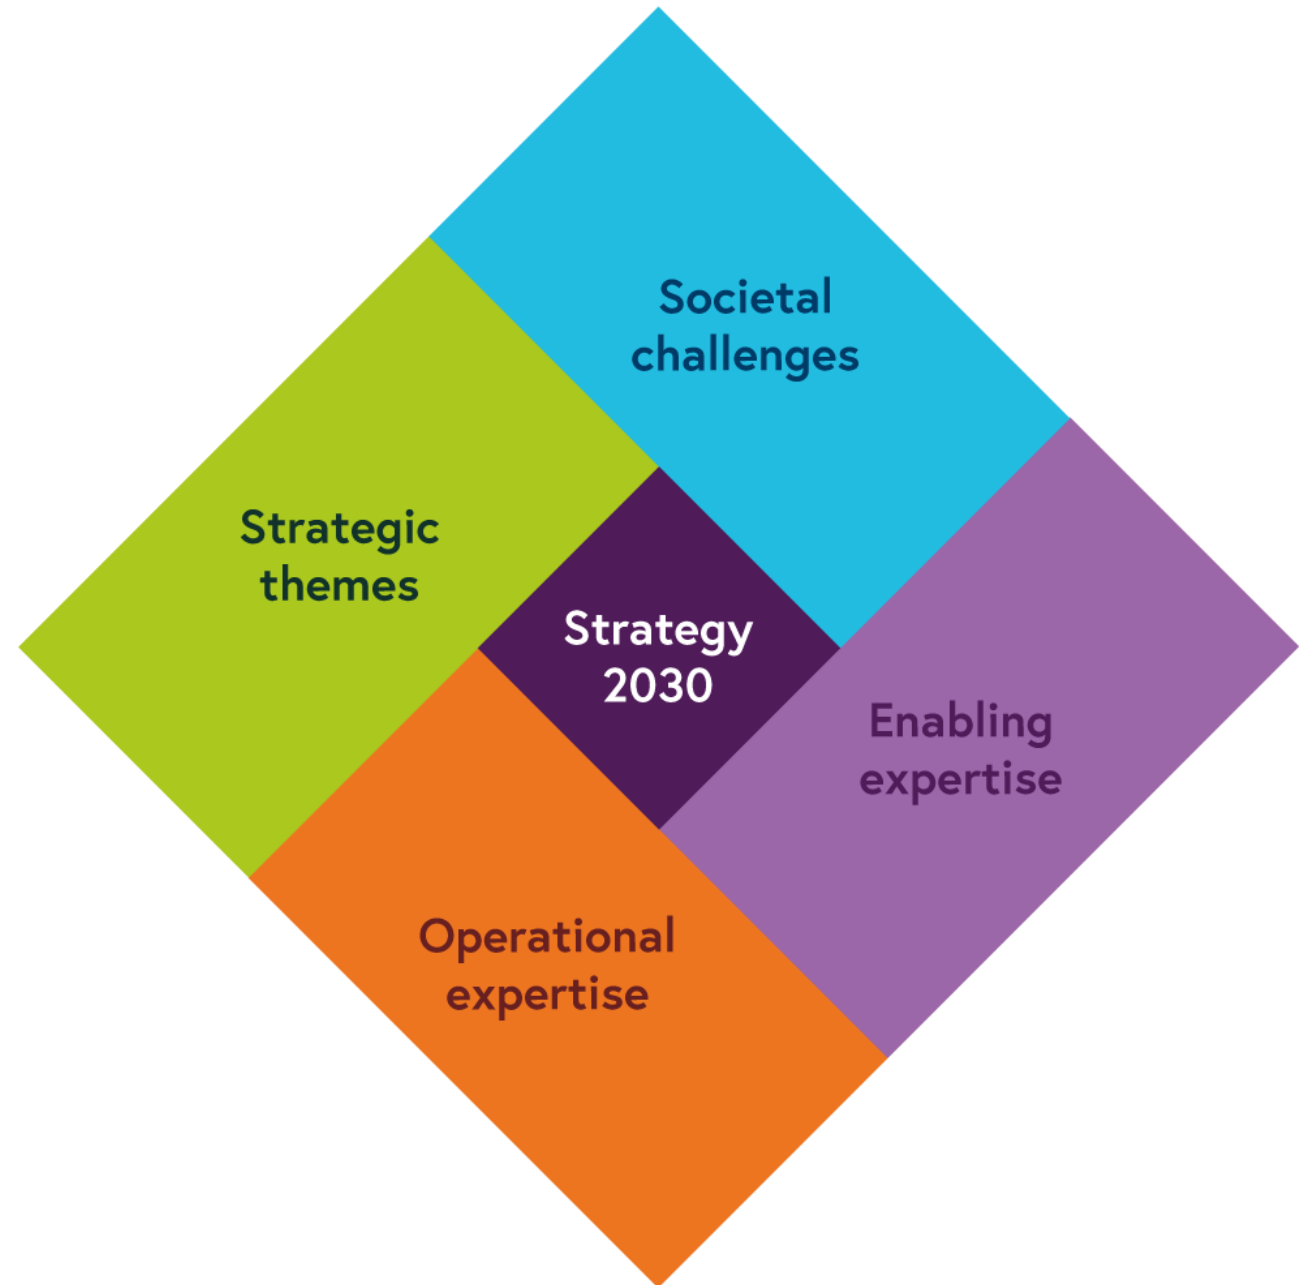 Societal
challenges
Strategic
themes
Strategy
2030
Enabling
expertise
Operational
expertise